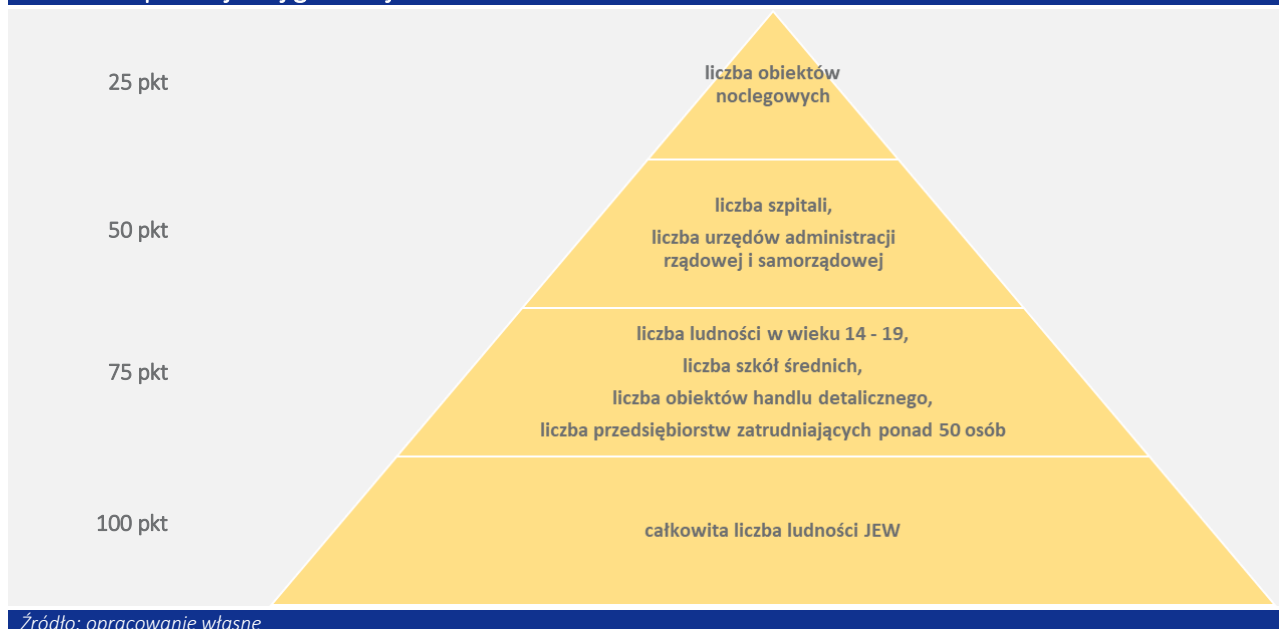 25 pkt
liczba obiektów
noclegowych
50 pkt
liczba szpitali,
liczba urzędów administracji
rządowej i samorządowej
75 pkt
liczba ludności w wieku 14 - 19,
liczba szkół średnich,
liczba obiektów handlu detalicznego,
liczba przedsiębiorstw zatrudniających ponad 50 osób
100 pkt
całkowita liczba ludności JEW
Źródło: opracowanie własne